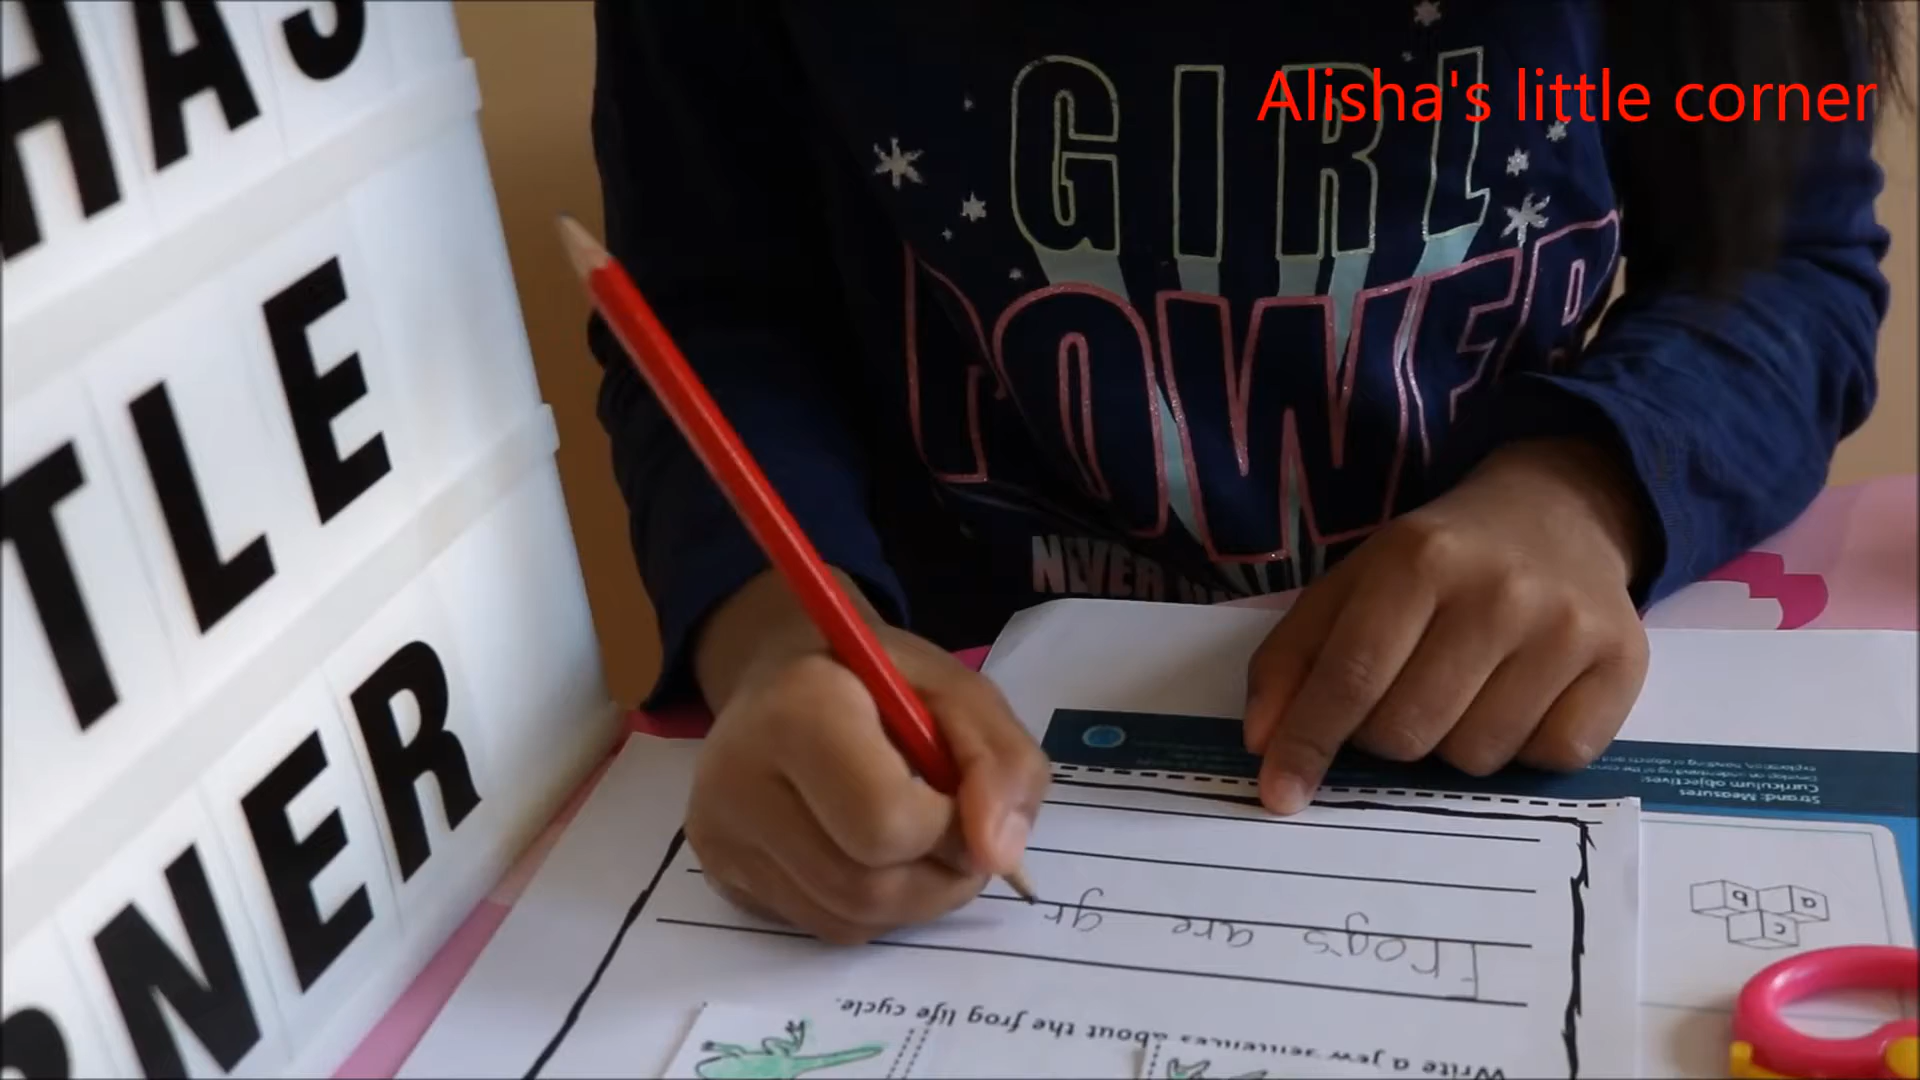 Alisha's little corner
HAS
TLE
RNER
GIRL
POWER
NEVER
Strand: Measures
Curriculum objectives:
a
b
c
Frogs are gr
Write a few sentences about the frog life cycle.